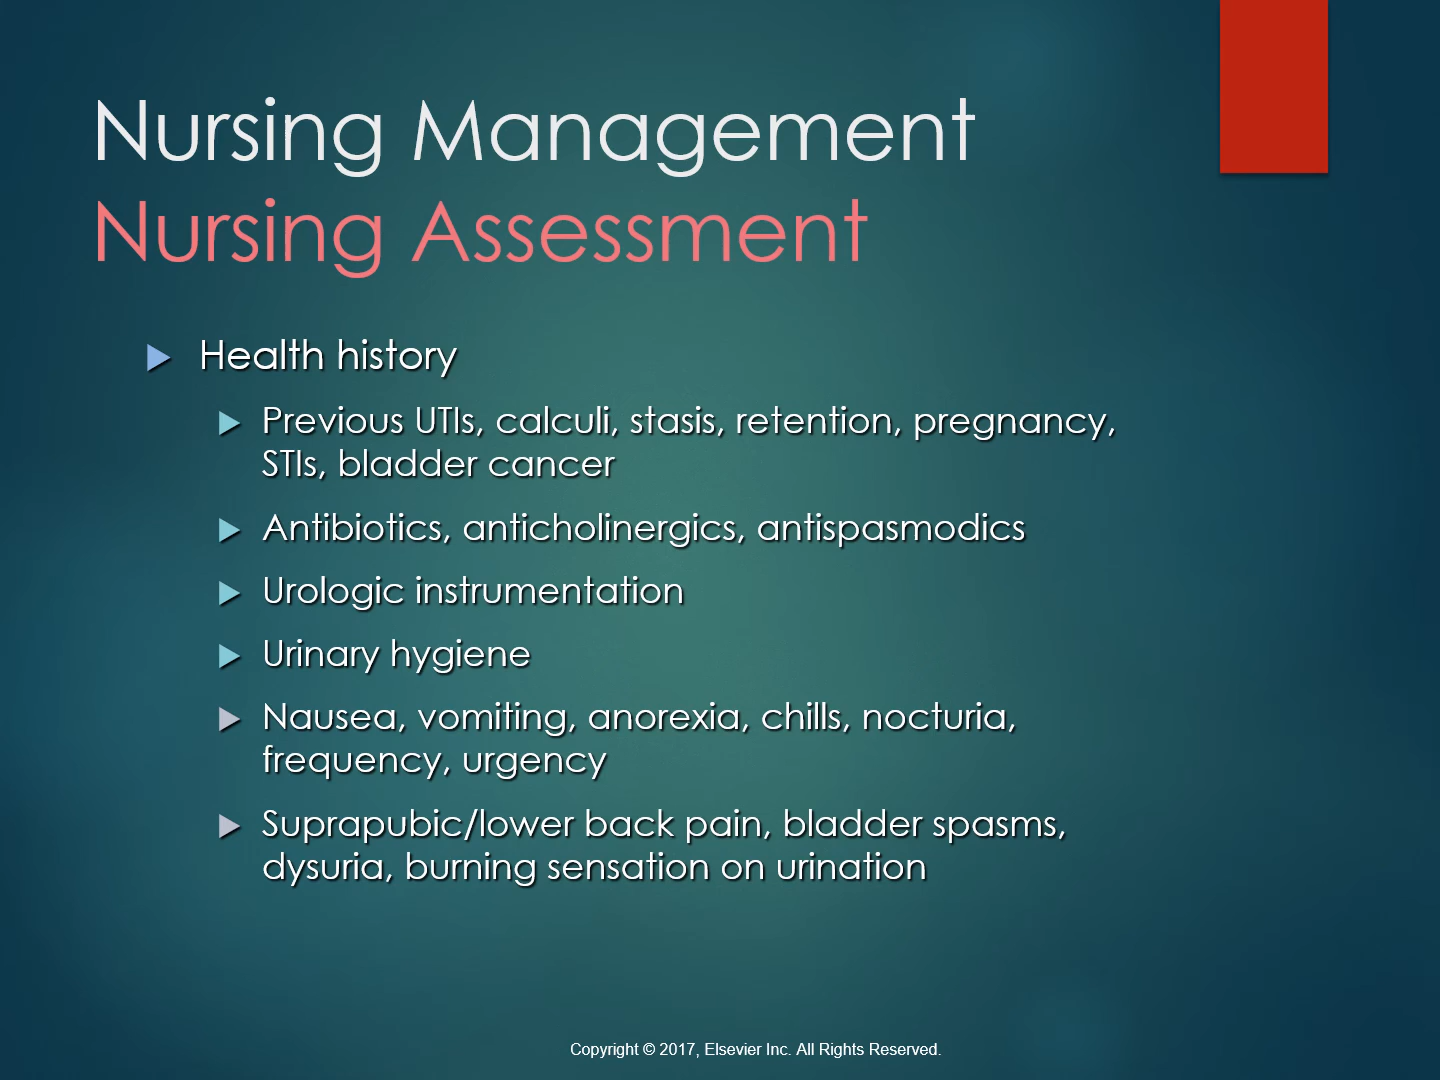 Nursing Management
Nursing Assessment
Health history
Previous UTIs, calculi, stasis, retention, pregnancy,
STIs, bladder cancer
Antibiotics, anticholinergics, antispasmodics
Urologic instrumentation
Urinary hygiene
Nausea, vomiting, anorexia, chills, nocturia,
frequency, urgency
Suprapubic/lower back pain, bladder spasms,
dysuria, burning sensation on urination
Copyright © 2017, Elsevier Inc. All Rights Reserved.